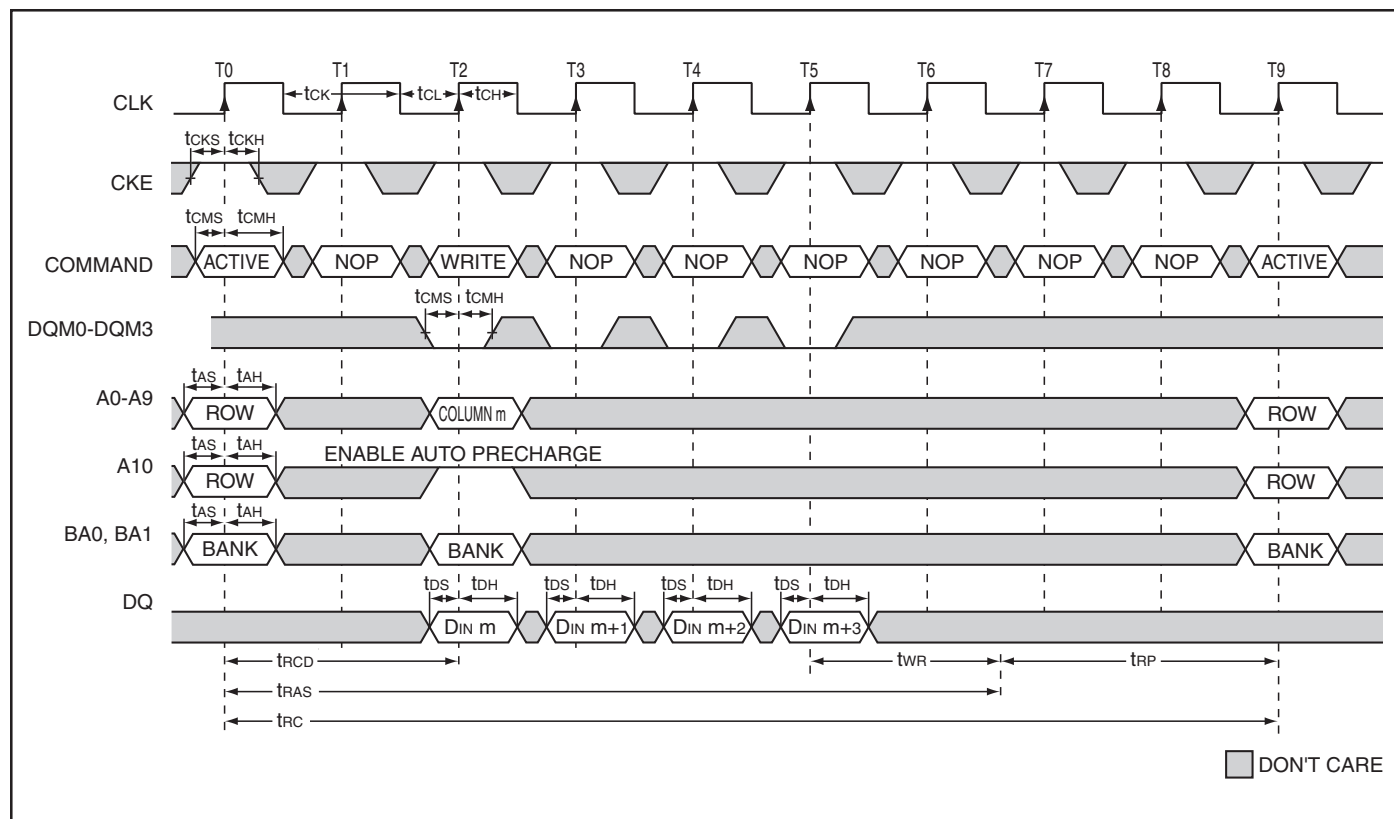 T0 T1 T2 T3 T4 T5 T6 T7 T8 T9
CLK tCK tCL tCH
tCKS tCKH
CKE
tCMS tCMH
COMMAND ACTIVE NOP WRITE NOP NOP NOP NOP NOP NOP ACTIVE
tCMS tCMH
DQM0-DQM3
tAS tAH
A0-A9 ROW COLUMN m ROW
tAS tAH ENABLE AUTO PRECHARGE
A10 ROW ROW
tAS tAH
BA0, BA1 BANK BANK BANK
tDS tDH tDS tDH tDS tDH tDS tDH
DQ DIN m DIN m+1 DIN m+2 DIN m+3
tRCD tWR tRP
tRAS
tRC
DON'T CARE